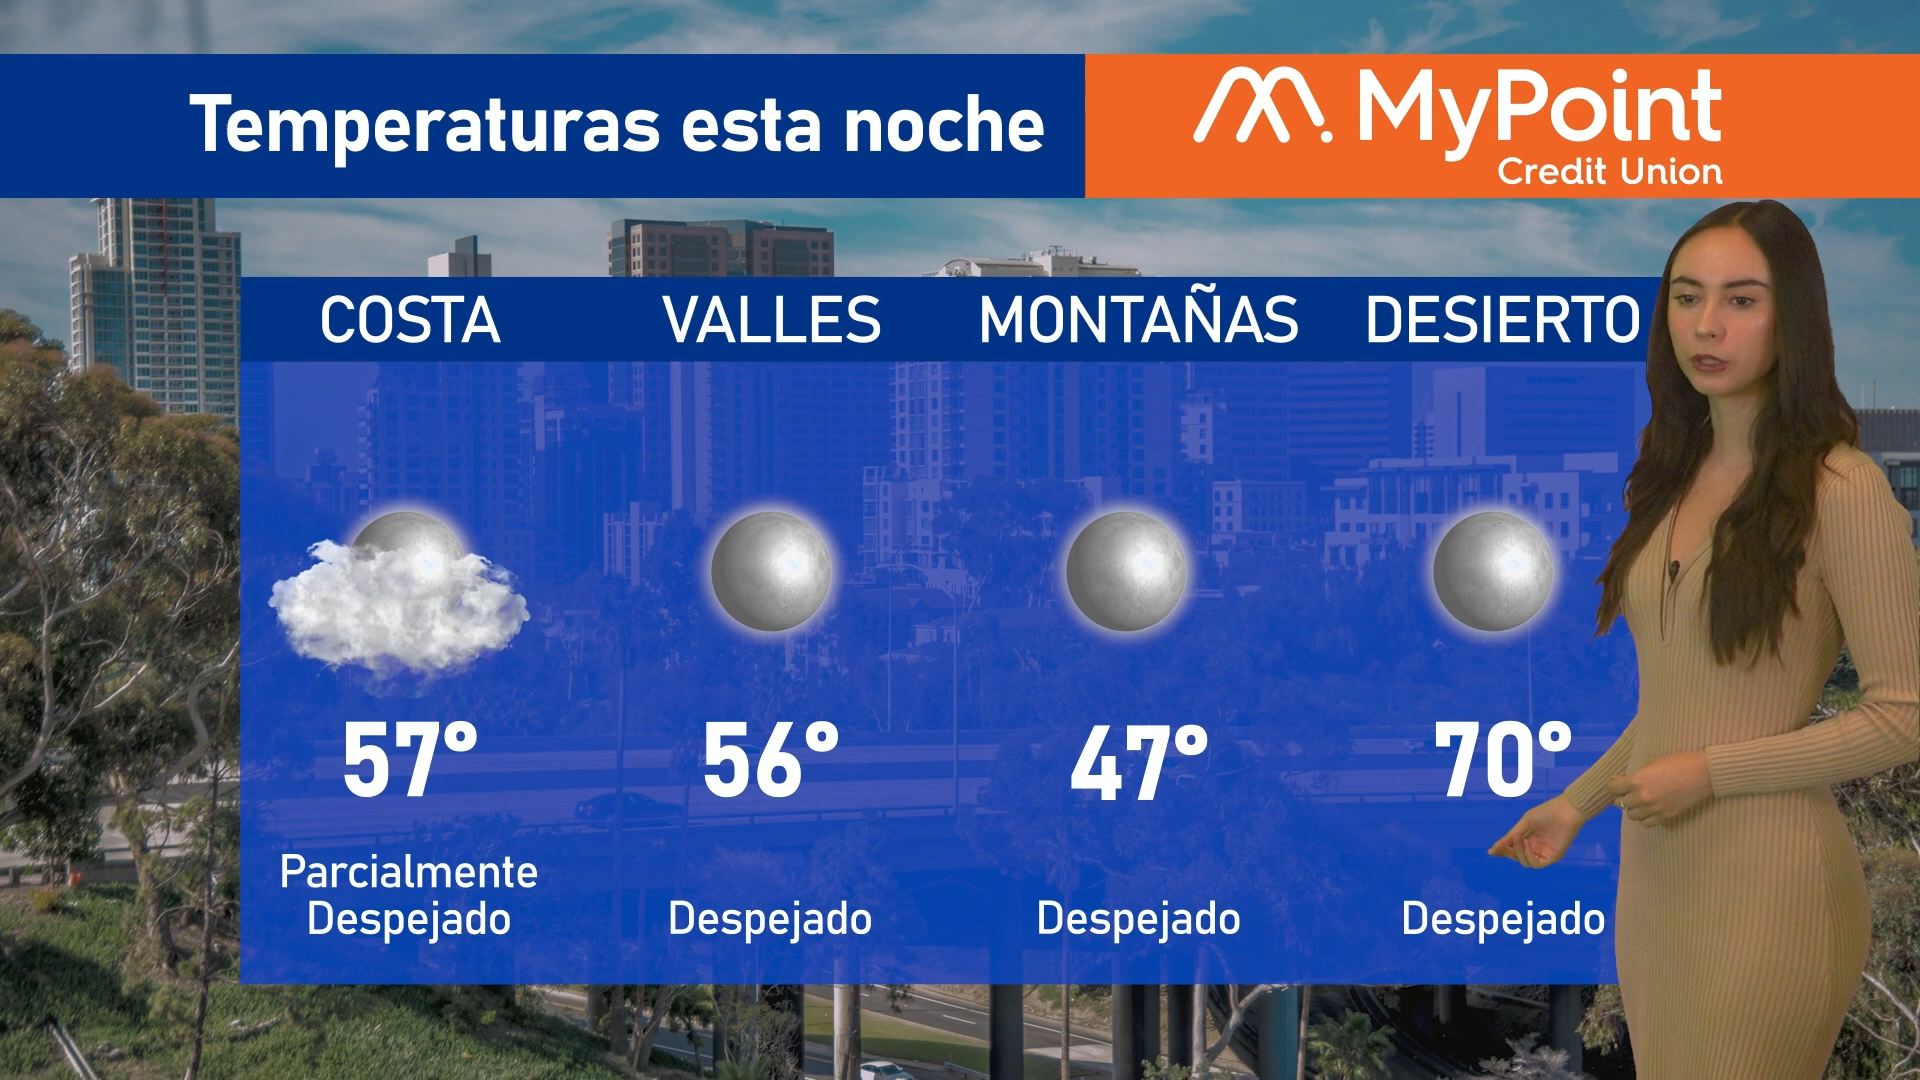 Temperaturas esta noche
MyPoint
Credit Union
COSTA VALLES MONTAÑAS DESIERTO
57° 56° 47° 70°
Parcialmente
Despejado Despejado Despejado Despejado